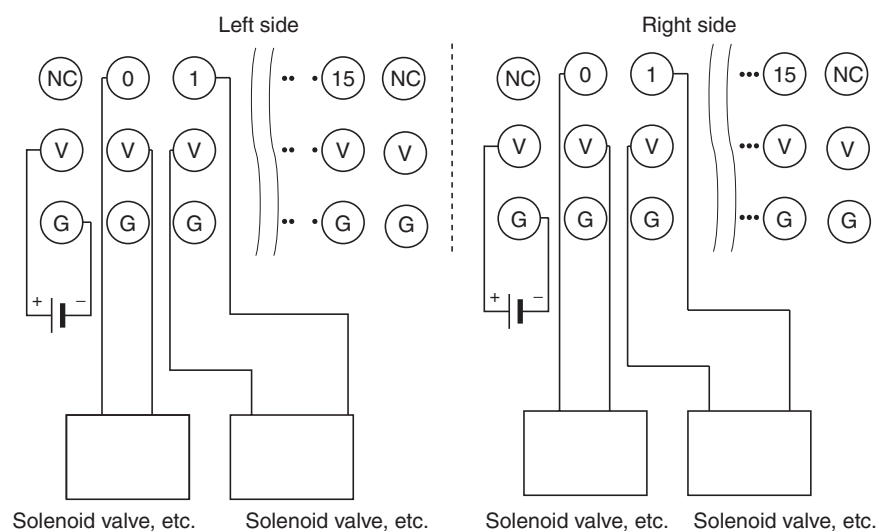 Left side Right side
NC 0 1 15 NC NC 0 1 15 NC
V V V V V V V V V V
G G G G G G G G G G
+ − + −
Solenoid valve, etc. Solenoid valve, etc. Solenoid valve, etc. Solenoid valve, etc.